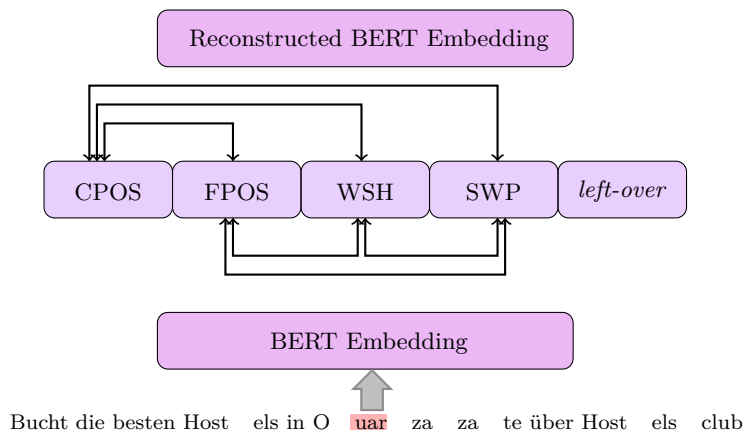 Reconstructed BERT Embedding
CPOS FPOS WSH SWP left-over
BERT Embedding
Bucht die besten Host els in O uar za za te über Host els club